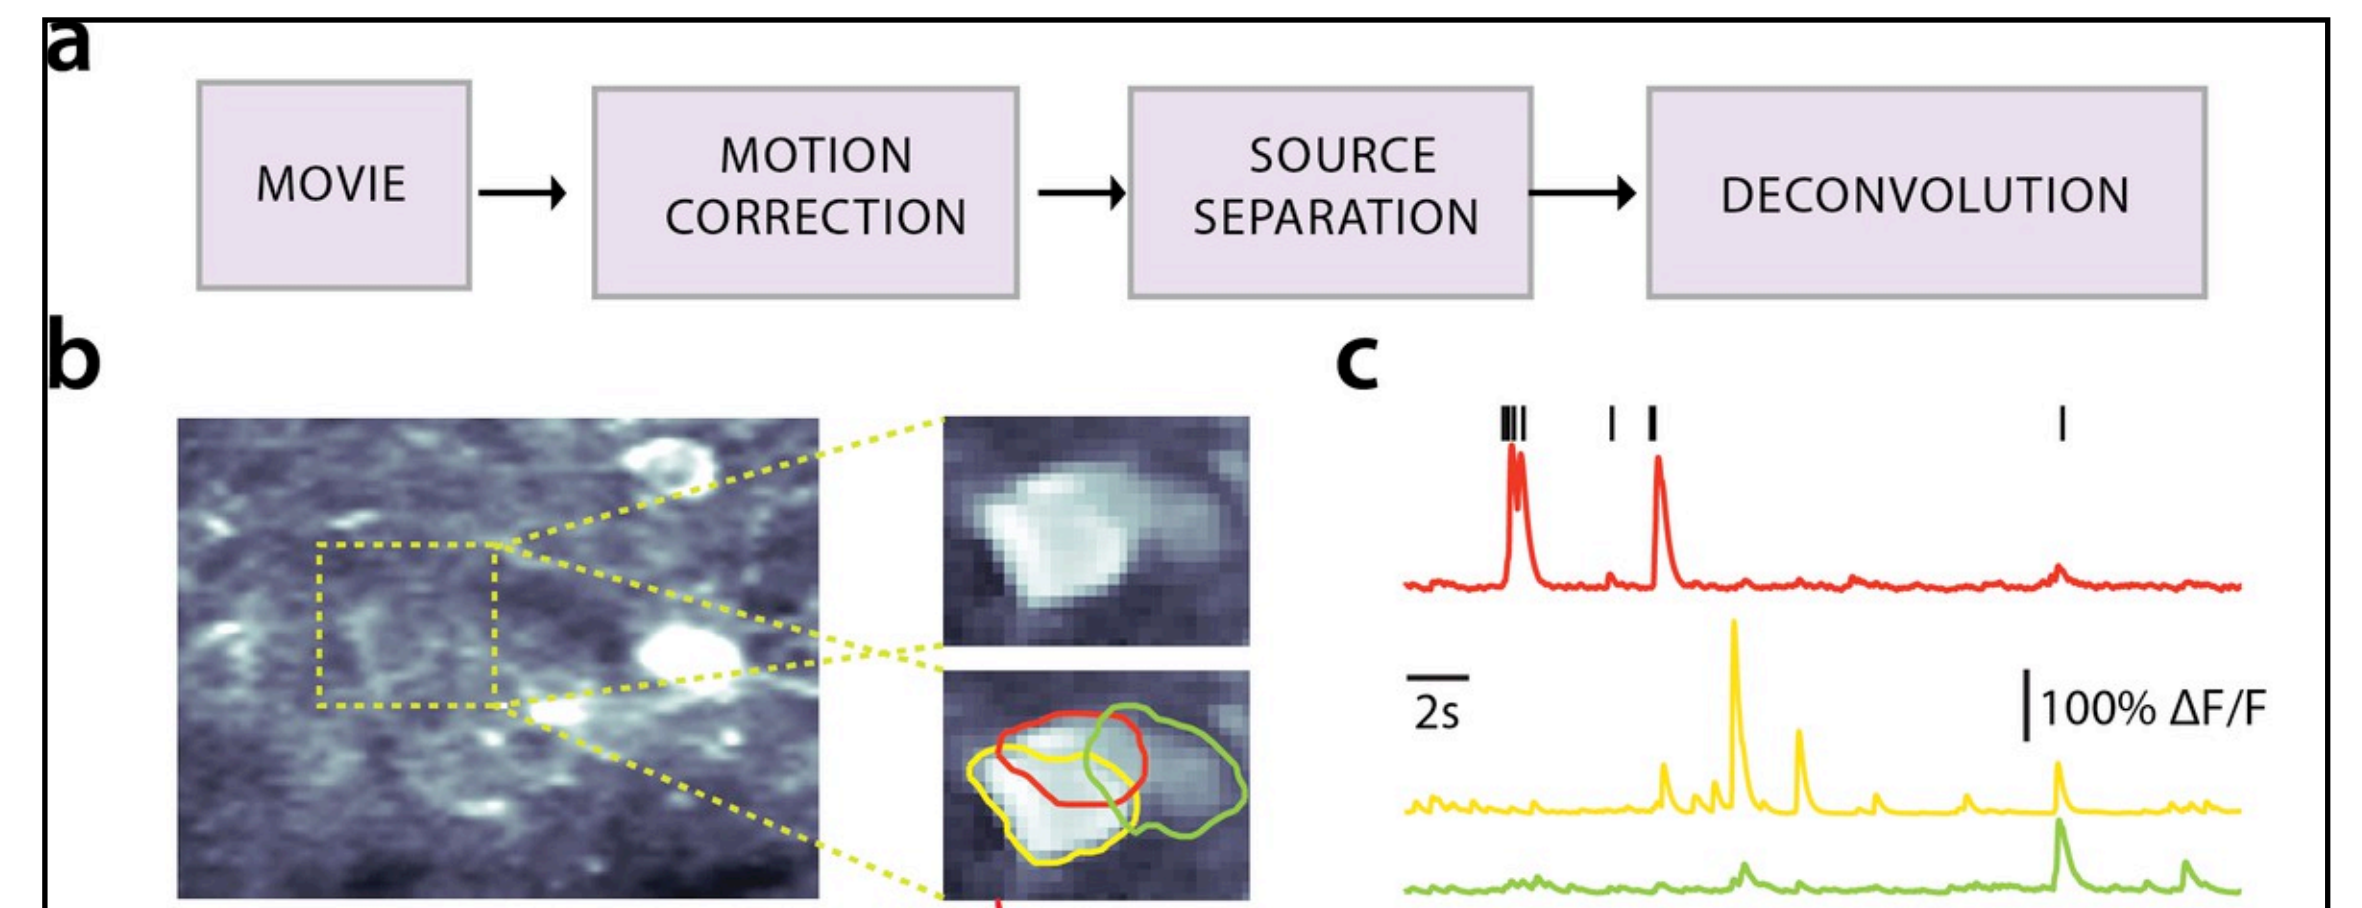 a
MOVIE
MOTION
CORRECTION
SOURCE
SEPARATION
DECONVOLUTION
b
c
2s
100% ΔF/F